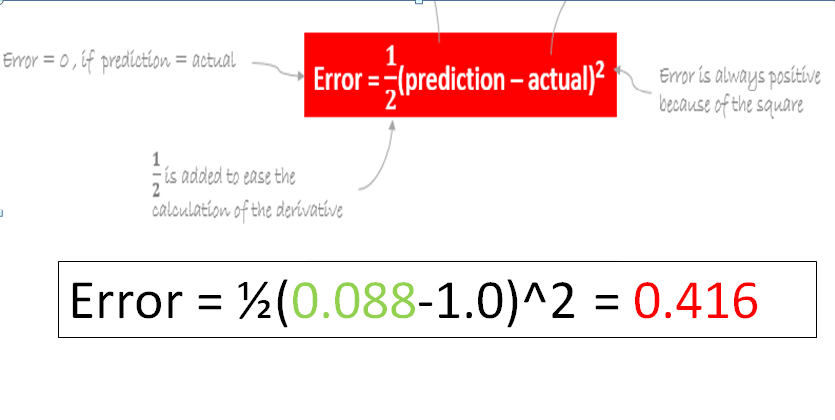 Error = 0 , if prediction = actual
Error = 1/2 (prediction – actual)²
Error is always positive
because of the square
1/2 is added to ease the
calculation of the derivative
Error = ½(0.088-1.0)^2 = 0.416